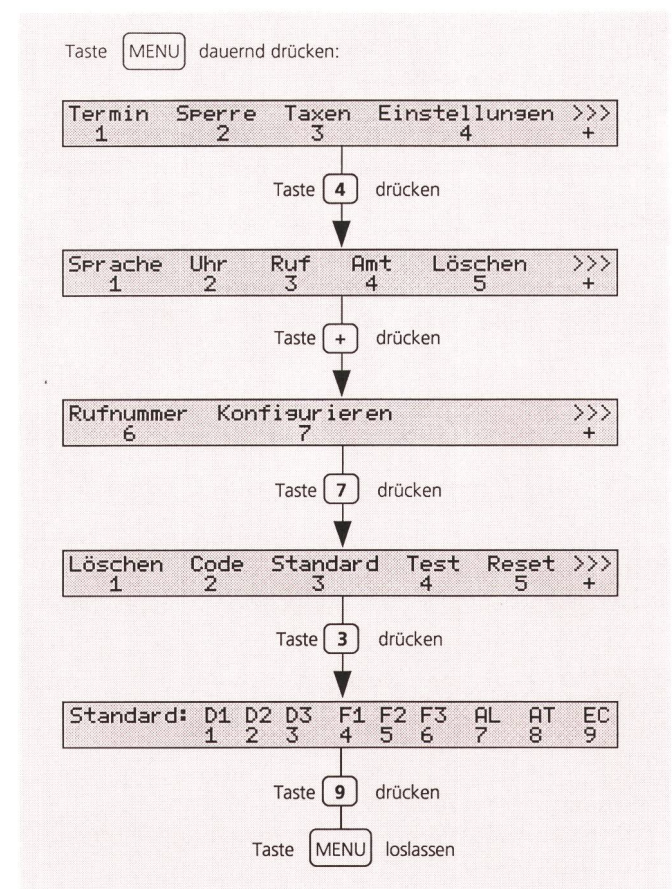 Taste MENU dauernd drücken:
Termin Sperre Taxen Einstellungen >>>
1 2 3 4 +
Taste 4 drücken
Sprache Uhr Ruf Amt Löschen >>>
1 2 3 4 5 +
Taste + drücken
Rufnummer Konfigurieren >>>
6 7 +
Taste 7 drücken
Löschen Code Standard Test Reset >>>
1 2 3 4 5 +
Taste 3 drücken
Standard: D1 D2 D3 F1 F2 F3 AL AT EC
1 2 3 4 5 6 7 8 9
Taste 9 drücken
Taste MENU loslassen